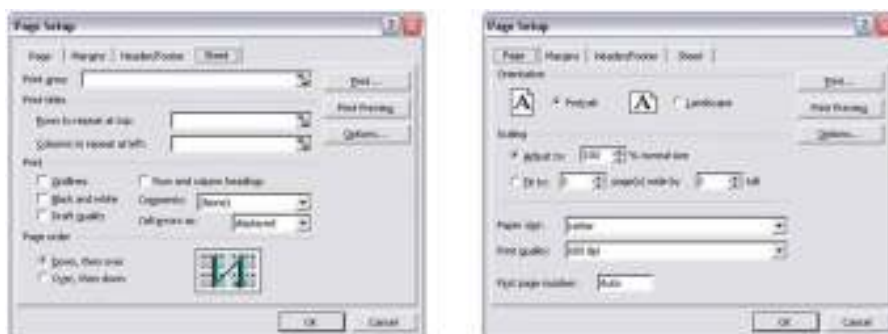 Page Setup
Page Margins Header/Footer Sheet
Print area:
Print titles
Rows to repeat at top:
Columns to repeat at left:
Print
Gridlines
Row and column headings
Black and white
Comments: (None)
Draft quality
Cell errors as: displayed
Page order
Down, then over
Over, then down
Print...
Print Preview
Options...
OK Cancel
Page Setup
Page Margins Header/Footer Sheet
Orientation
A Portrait A Landscape
Scaling
Adjust to: 100 % normal size
Fit to: 1 page(s) wide by 1 tall
Paper size: Letter
Print quality: 600 dpi
First page number: Auto
Print...
Print Preview
Options...
OK Cancel